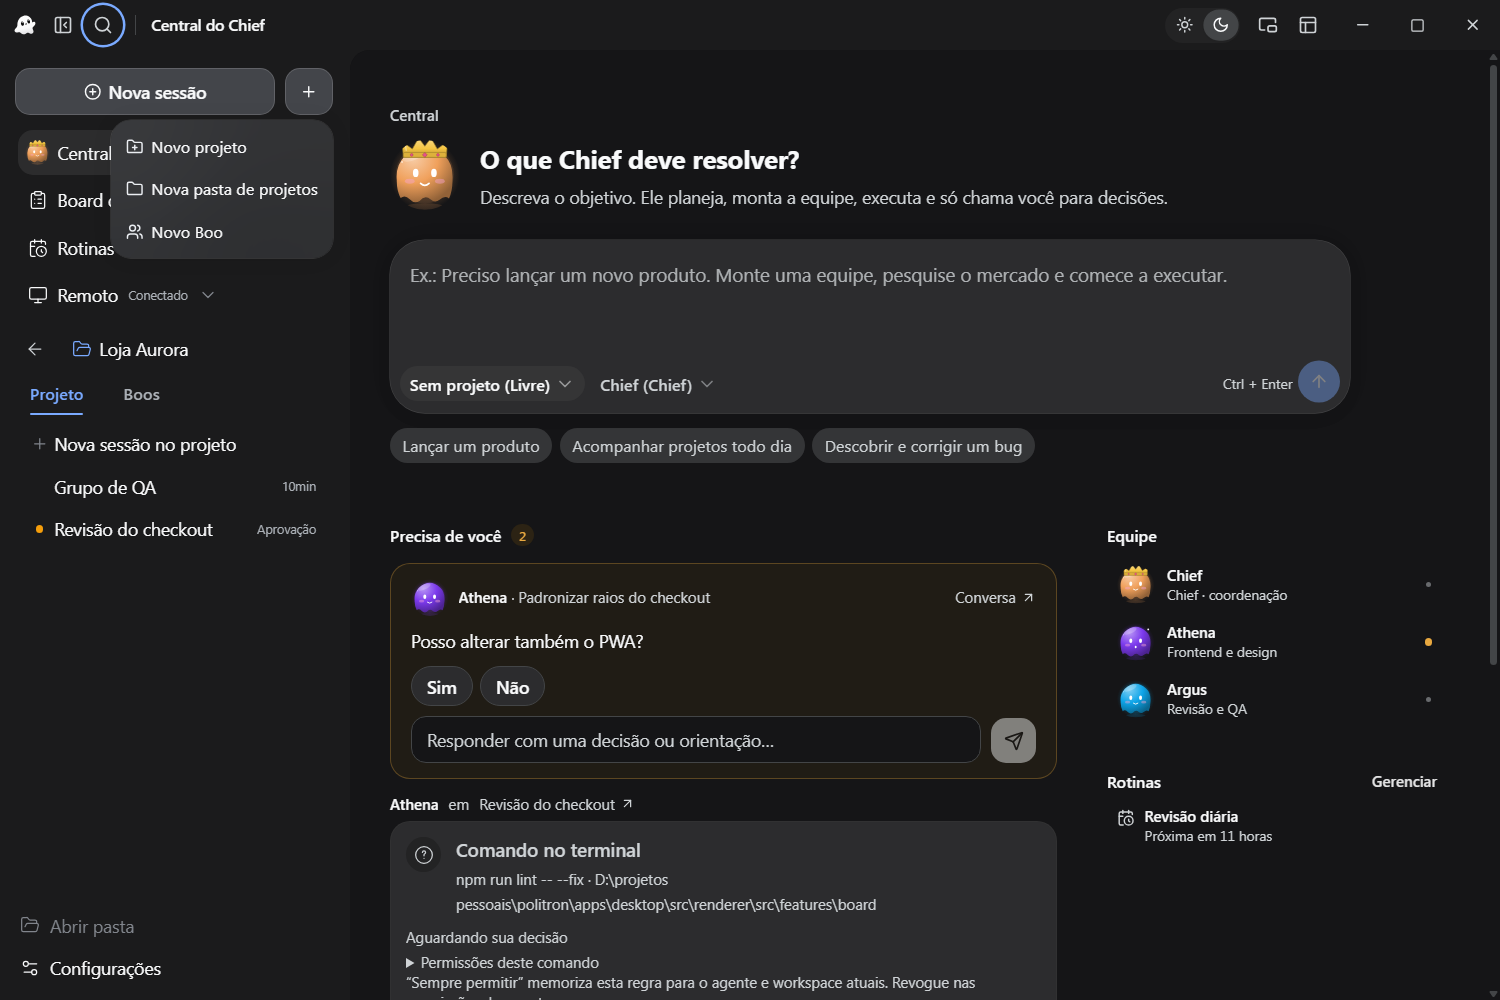 Central do Chief
Nova sessão
Central
Novo projeto
Nova pasta de projetos
Novo Boo
Board
Rotinas
Remoto Conectado
Loja Aurora
Projeto Boos
Nova sessão no projeto
Grupo de QA 10min
Revisão do checkout Aprovação
Abrir pasta
Configurações
Central
O que Chief deve resolver?
Descreva o objetivo. Ele planeja, monta a equipe, executa e só chama você para decisões.
Ex.: Preciso lançar um novo produto. Monte uma equipe, pesquise o mercado e comece a executar.
Sem projeto (Livre) Chief (Chief) Ctrl + Enter
Lançar um produto Acompanhar projetos todo dia Descobrir e corrigir um bug
Precisa de você 2
Athena · Padronizar raios do checkout Conversa
Posso alterar também o PWA?
Sim Não
Responder com uma decisão ou orientação...
Athena em Revisão do checkout
Comando no terminal
npm run lint -- --fix · D:\projetos
pessoais\politron\apps\desktop\src\renderer\src\features\board
Aguardando sua decisão
Permissões deste comando
“Sempre permitir” memoriza esta regra para o agente e workspace atuais. Revogue nas
Equipe
Chief
Chief · coordenação
Athena
Frontend e design
Argus
Revisão e QA
Rotinas Gerenciar
Revisão diária
Próxima em 11 horas